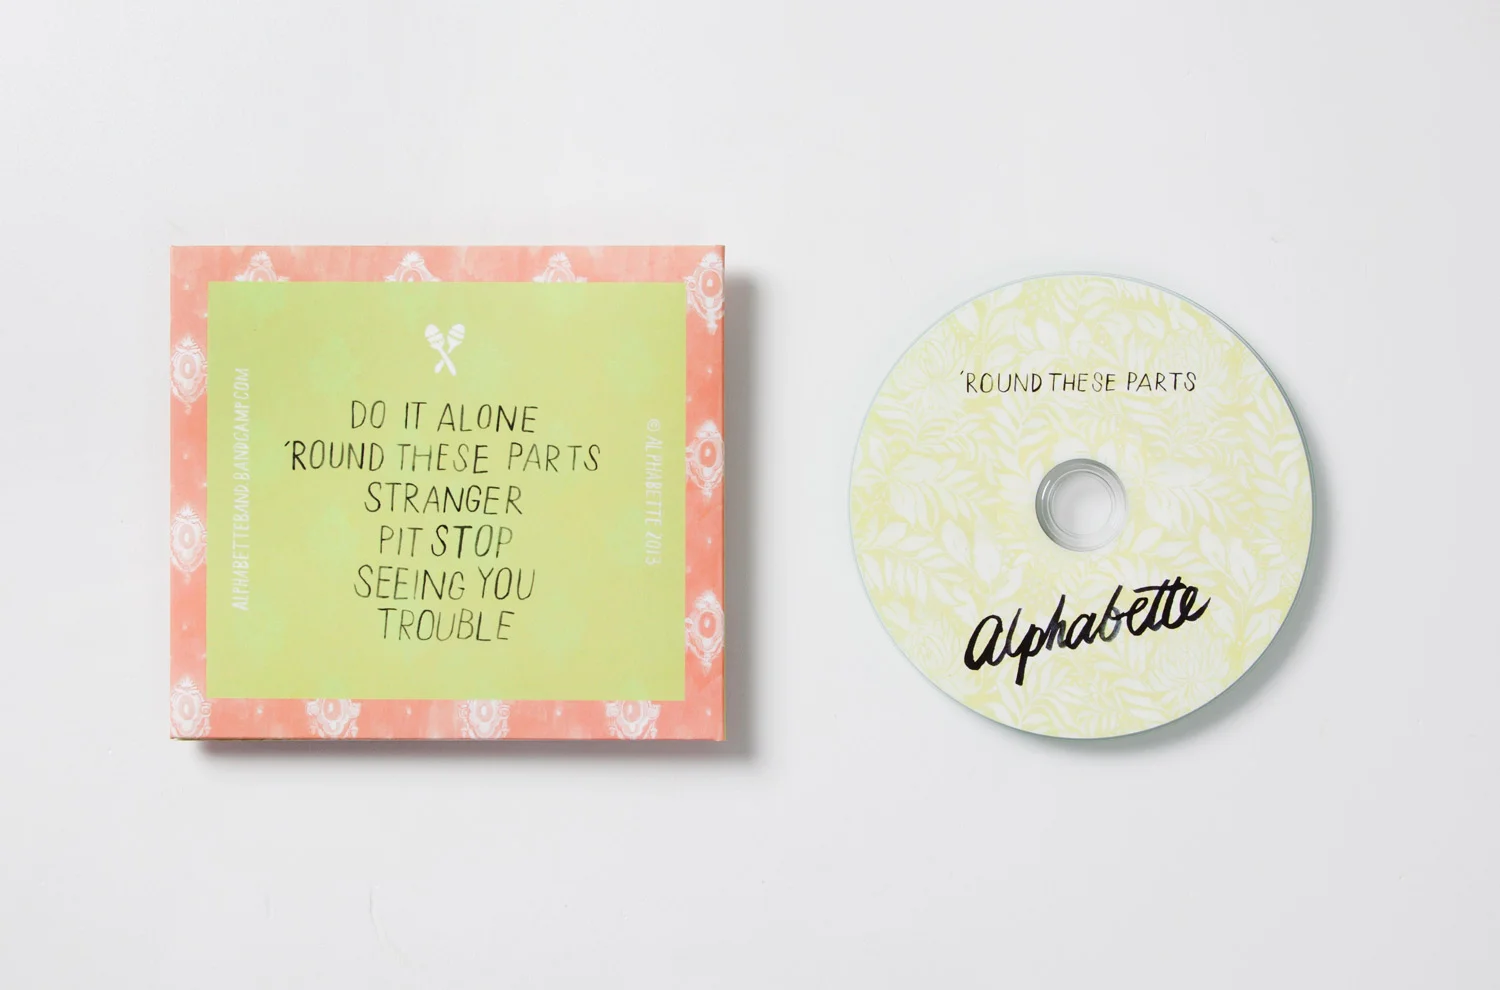 ALPHABETTEBAND.BANDCAMP.COM
DO IT ALONE
'ROUND THESE PARTS
STRANGER
PIT STOP
SEEING YOU
TROUBLE
© ALPHABETTE 2013
'ROUND THESE PARTS
Alphabette